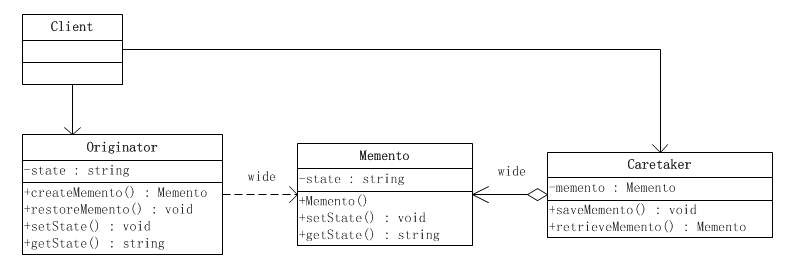 Client
Originator
-state : string
+createMemento() : Memento
+restoreMemento() : void
+setState() : void
+getState() : string
wide
Memento
-state : string
+Memento()
+setState() : void
+getState() : string
wide
Caretaker
-memento : Memento
+saveMemento() : void
+retrieveMemento() : Memento